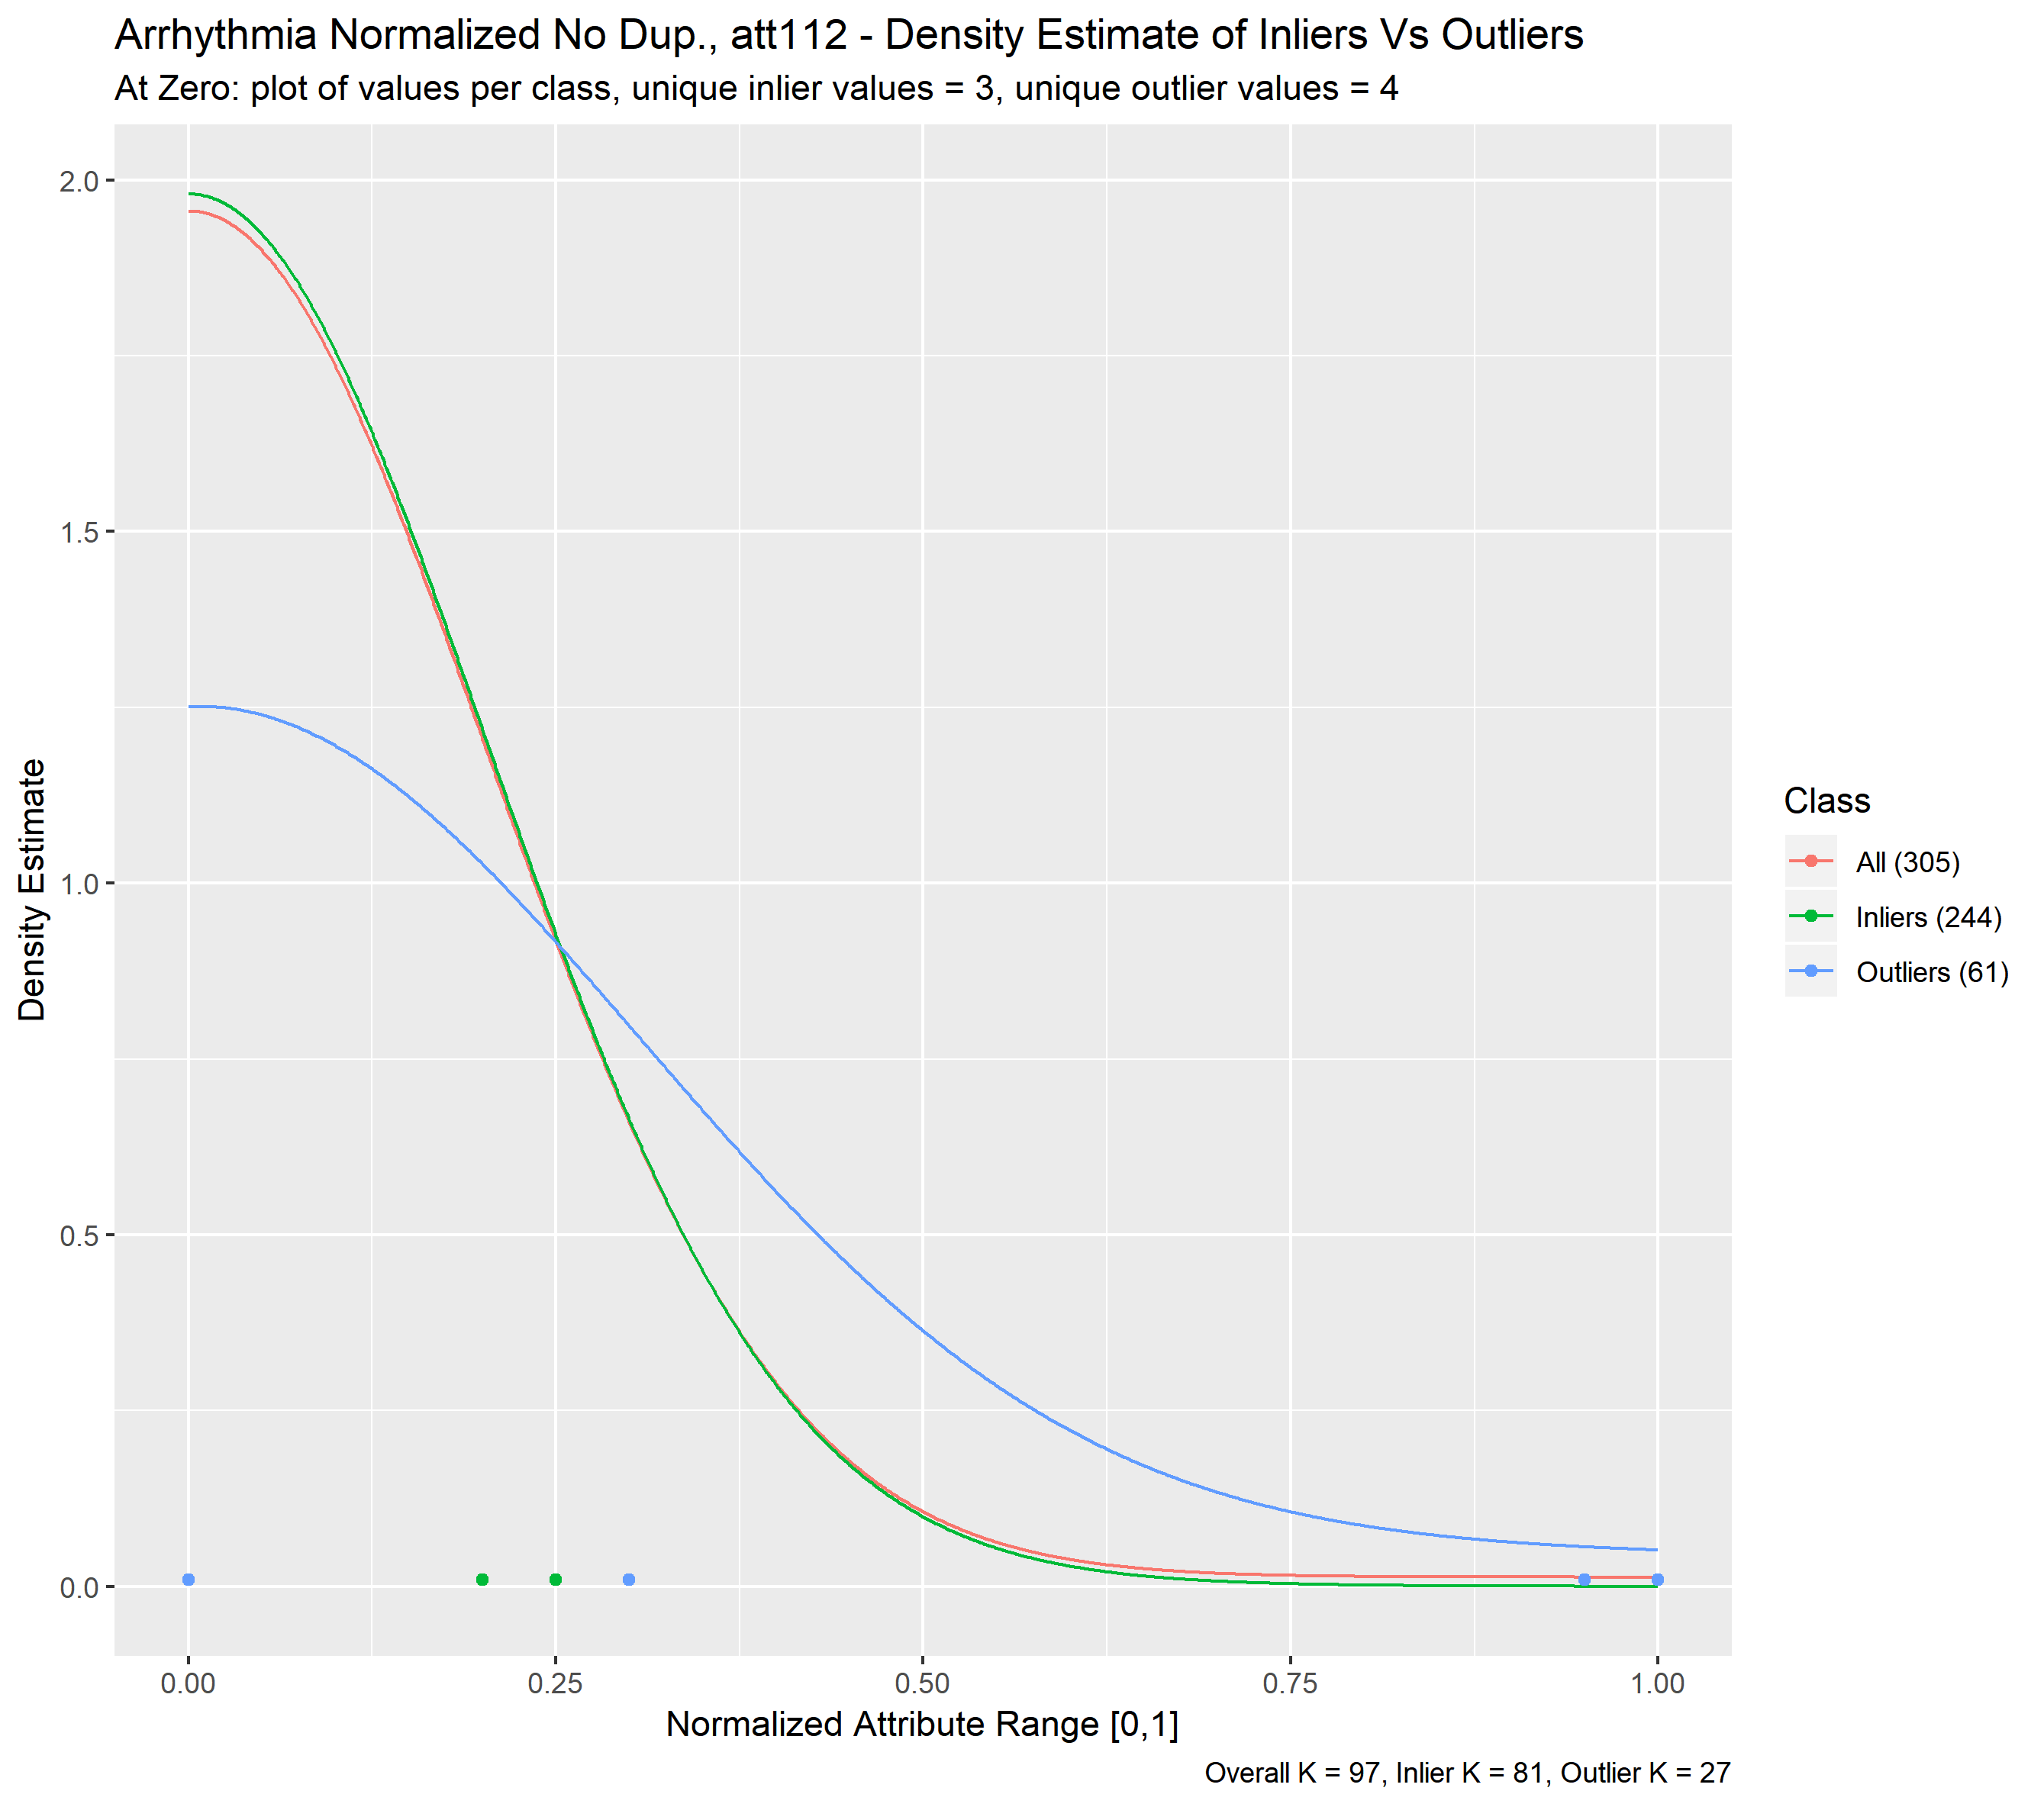 Arrhythmia Normalized No Dup., att112 - Density Estimate of Inliers Vs Outliers
At Zero: plot of values per class, unique inlier values = 3, unique outlier values = 4
Density Estimate
2.0
1.5
1.0
0.5
0.0
0.00
0.25
0.50
0.75
1.00
Normalized Attribute Range [0,1]
Class
All (305)
Inliers (244)
Outliers (61)
Overall K = 97, Inlier K = 81, Outlier K = 27